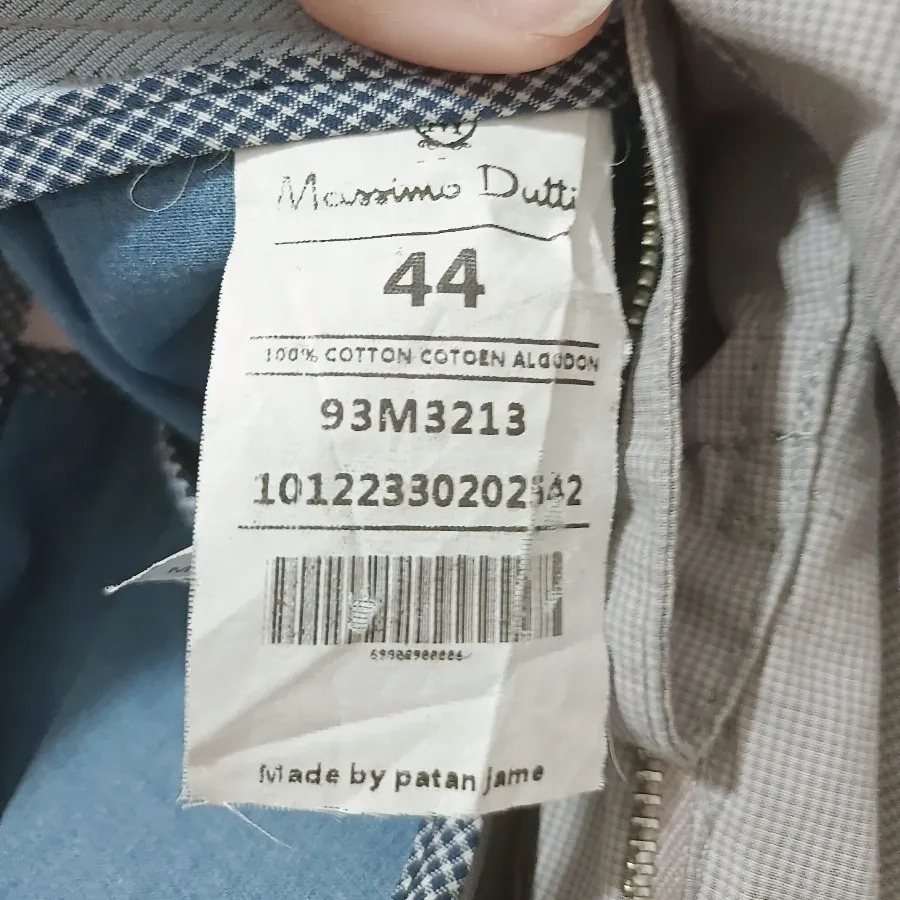 Massimo Dutti
44
100% COTTON COTOEN ALGODON
93M3213
Made by patan jame